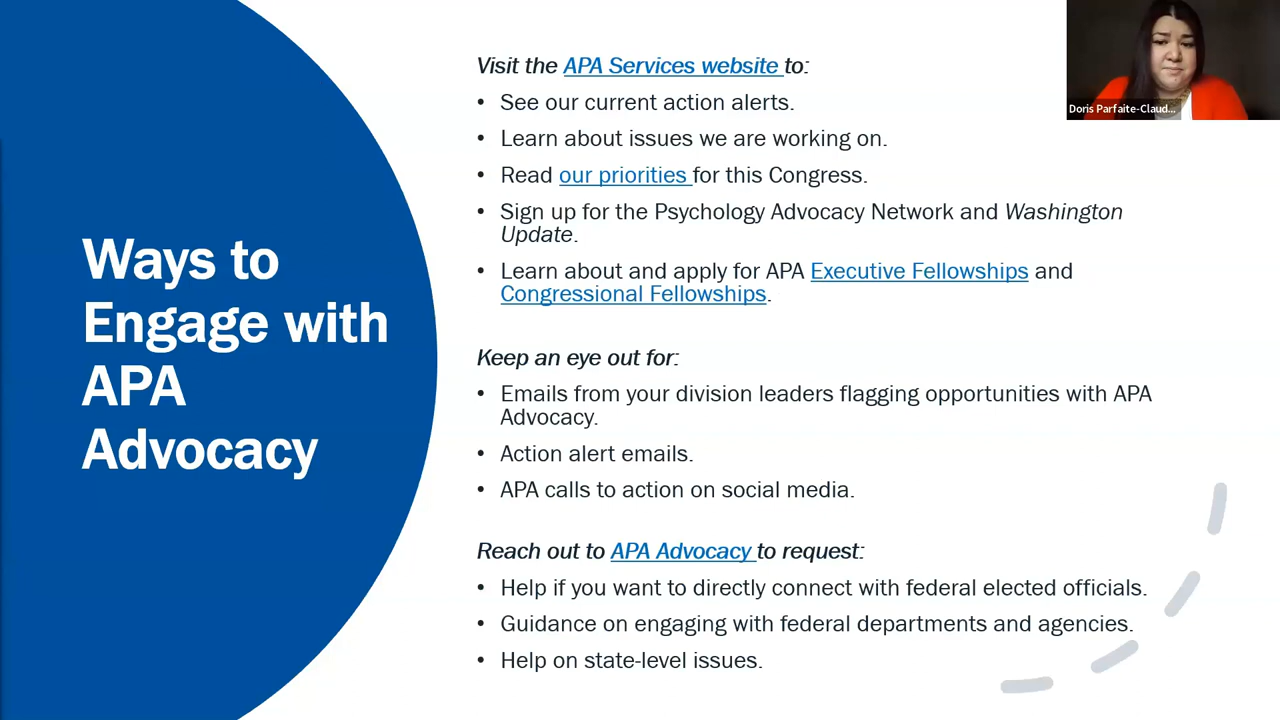 Ways to
Engage with
APA
Advocacy
Visit the APA Services website to:
• See our current action alerts.
• Learn about issues we are working on.
• Read our priorities for this Congress.
• Sign up for the Psychology Advocacy Network and Washington
Update.
• Learn about and apply for APA Executive Fellowships and
Congressional Fellowships.
Keep an eye out for:
• Emails from your division leaders flagging opportunities with APA
Advocacy.
• Action alert emails.
• APA calls to action on social media.
Reach out to APA Advocacy to request:
• Help if you want to directly connect with federal elected officials.
• Guidance on engaging with federal departments and agencies.
• Help on state-level issues.
Doris Parfaite-Claud...